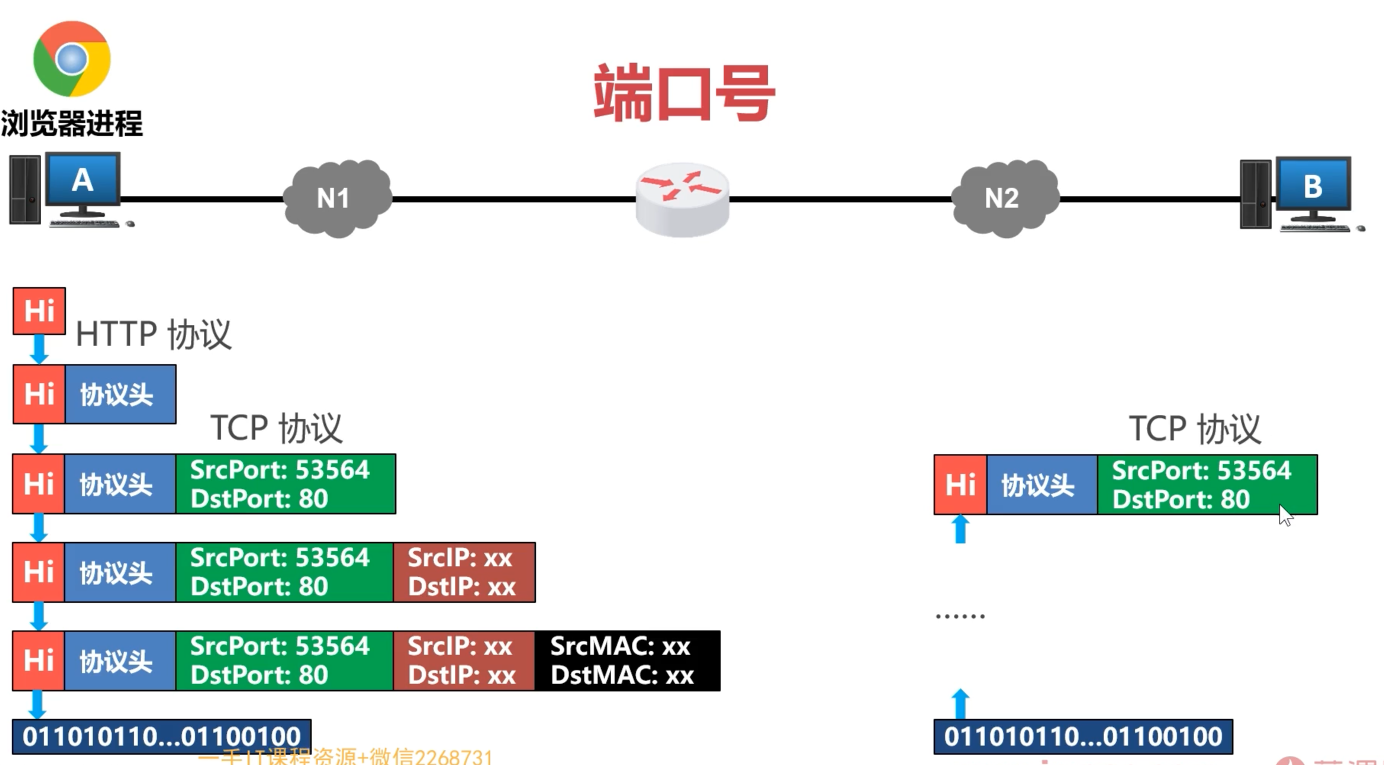 端口号
浏览器进程
A
N1
N2
B
Hi
HTTP 协议
Hi 协议头
TCP 协议
Hi 协议头 SrcPort: 53564
DstPort: 80
Hi 协议头 SrcPort: 53564 SrcIP: xx
DstPort: 80 DstIP: xx
Hi 协议头 SrcPort: 53564 SrcIP: xx SrcMAC: xx
DstPort: 80 DstIP: xx DstMAC: xx
011010110...01100100
一手IT课程资源+微信2268731
TCP 协议
Hi 协议头 SrcPort: 53564
DstPort: 80
......
011010110...01100100